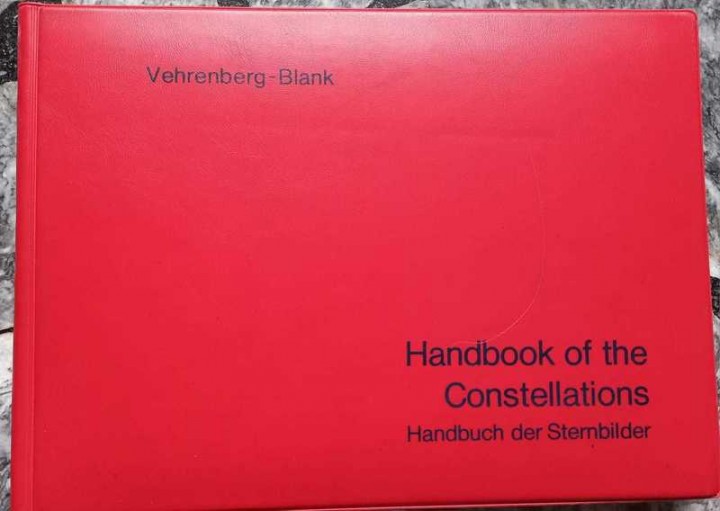 Vehrenberg-Blank
Handbook of the
Constellations
Handbuch der Sternbilder